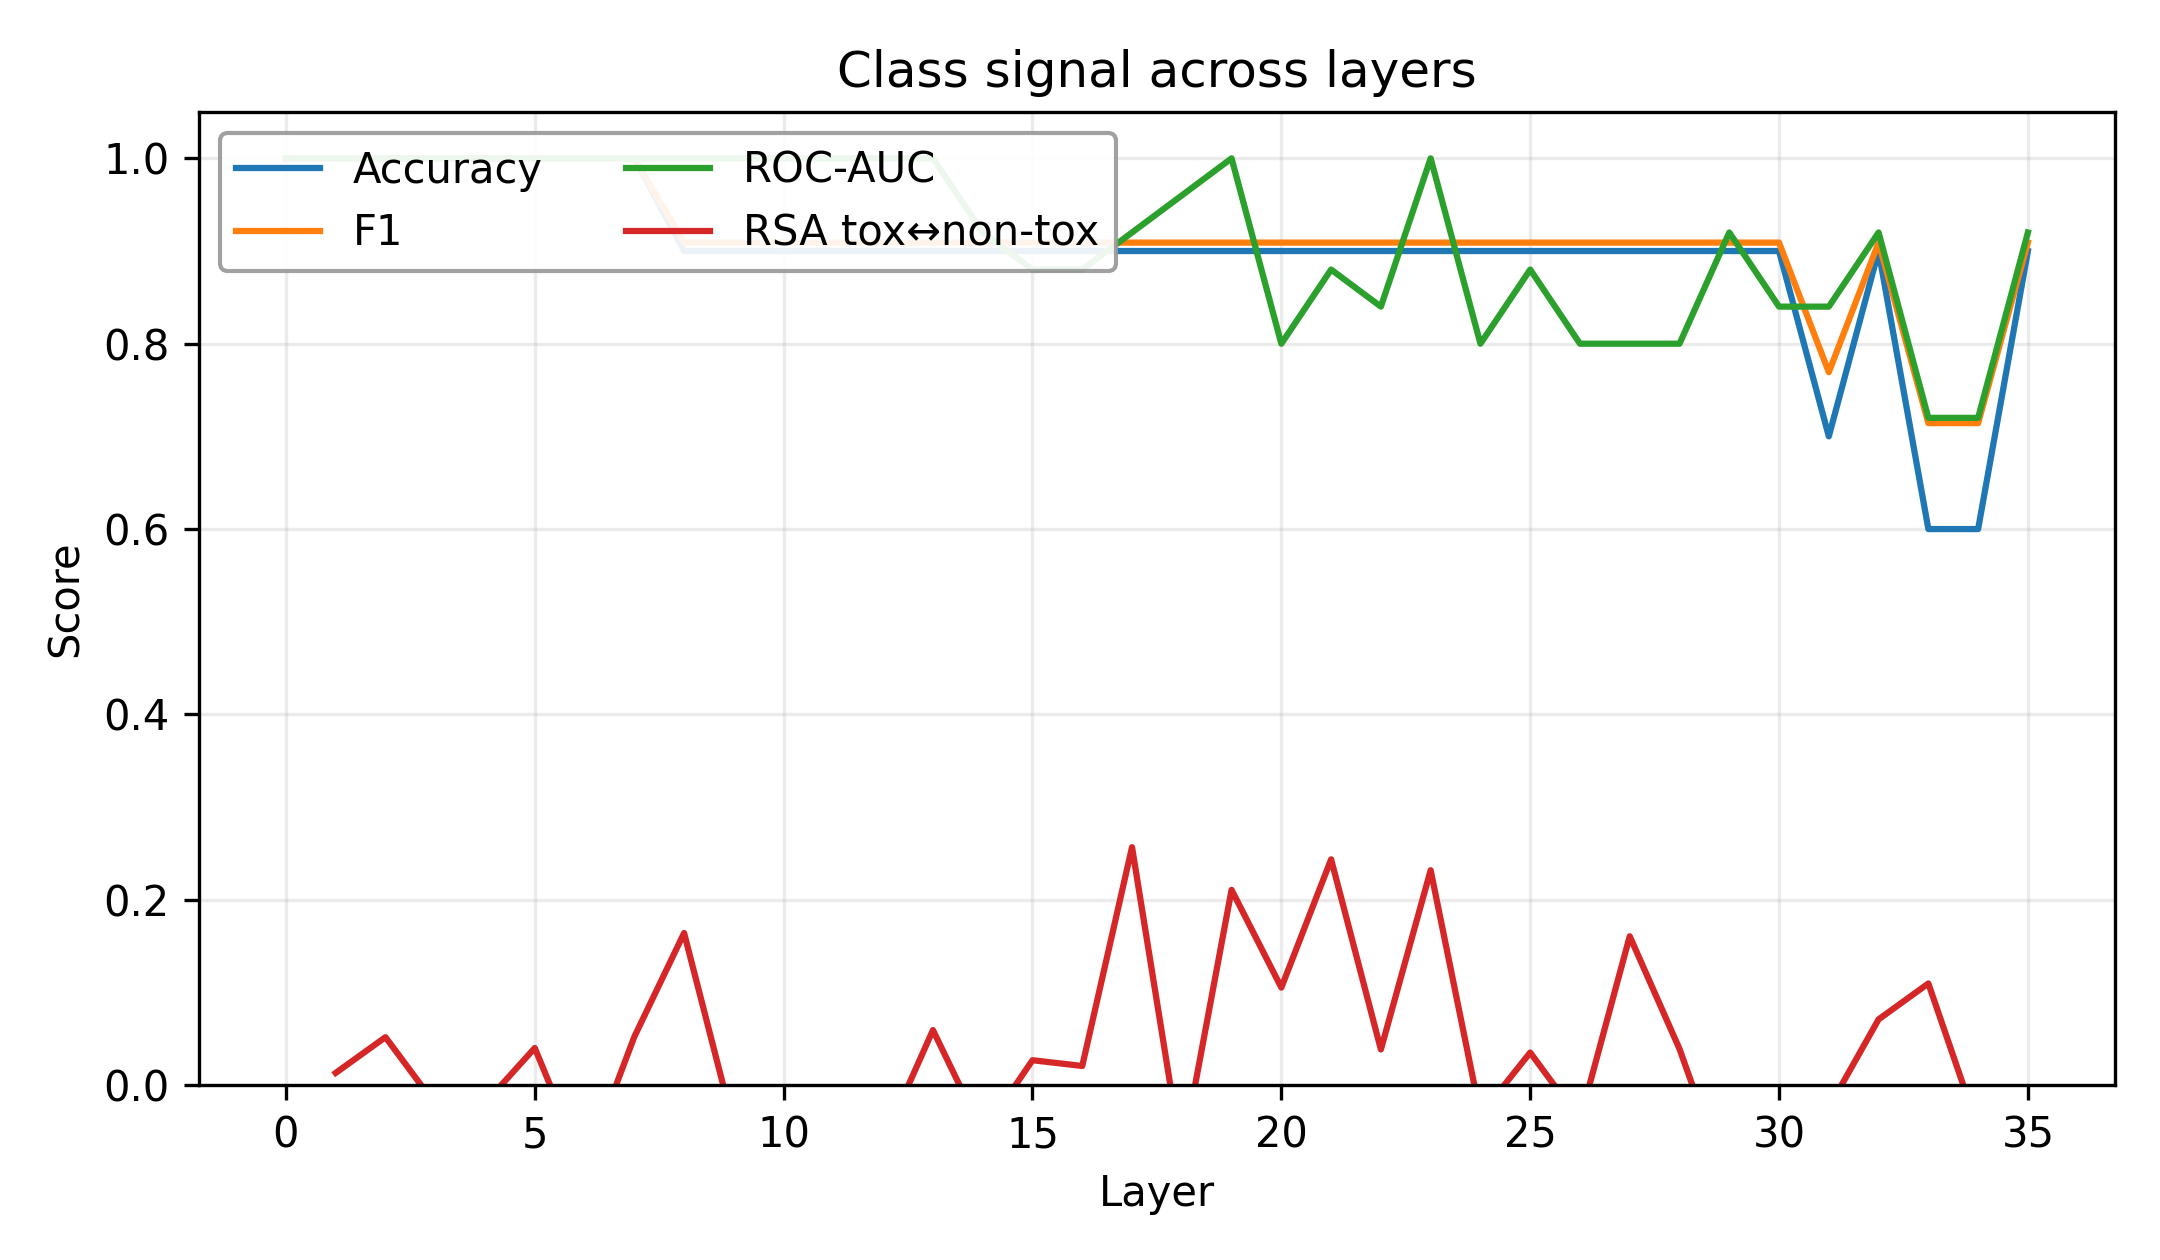 Class signal across layers
Accuracy
F1
ROC-AUC
RSA tox↔non-tox
1.0
0.8
0.6
0.4
0.2
0.0
Score
0 5 10 15 20 25 30 35
Layer